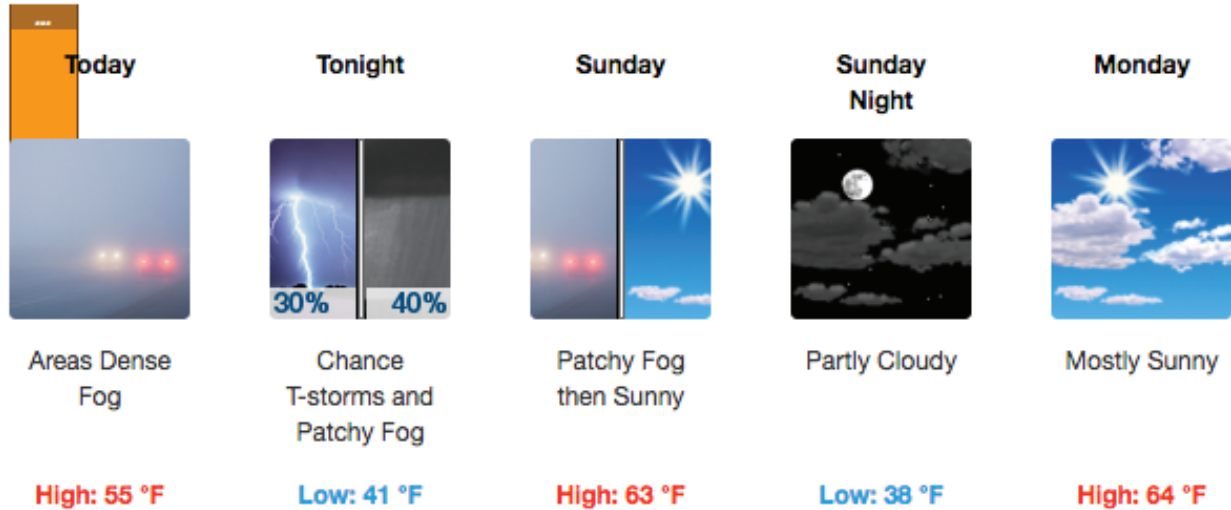 Today
Tonight
Sunday
Sunday
Night
Monday
30%
40%
Areas Dense
Fog
Chance
T-storms and
Patchy Fog
Patchy Fog
then Sunny
Partly Cloudy
Mostly Sunny
High: 55 °F
Low: 41 °F
High: 63 °F
Low: 38 °F
High: 64 °F